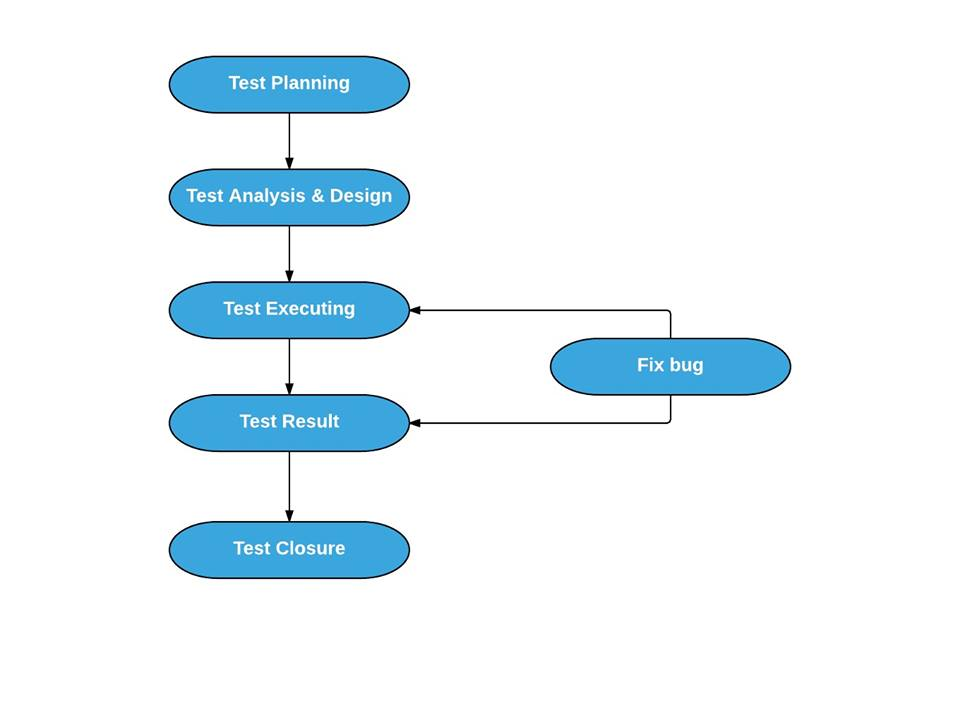 Test Planning
Test Analysis & Design
Test Executing
Fix bug
Test Result
Test Closure